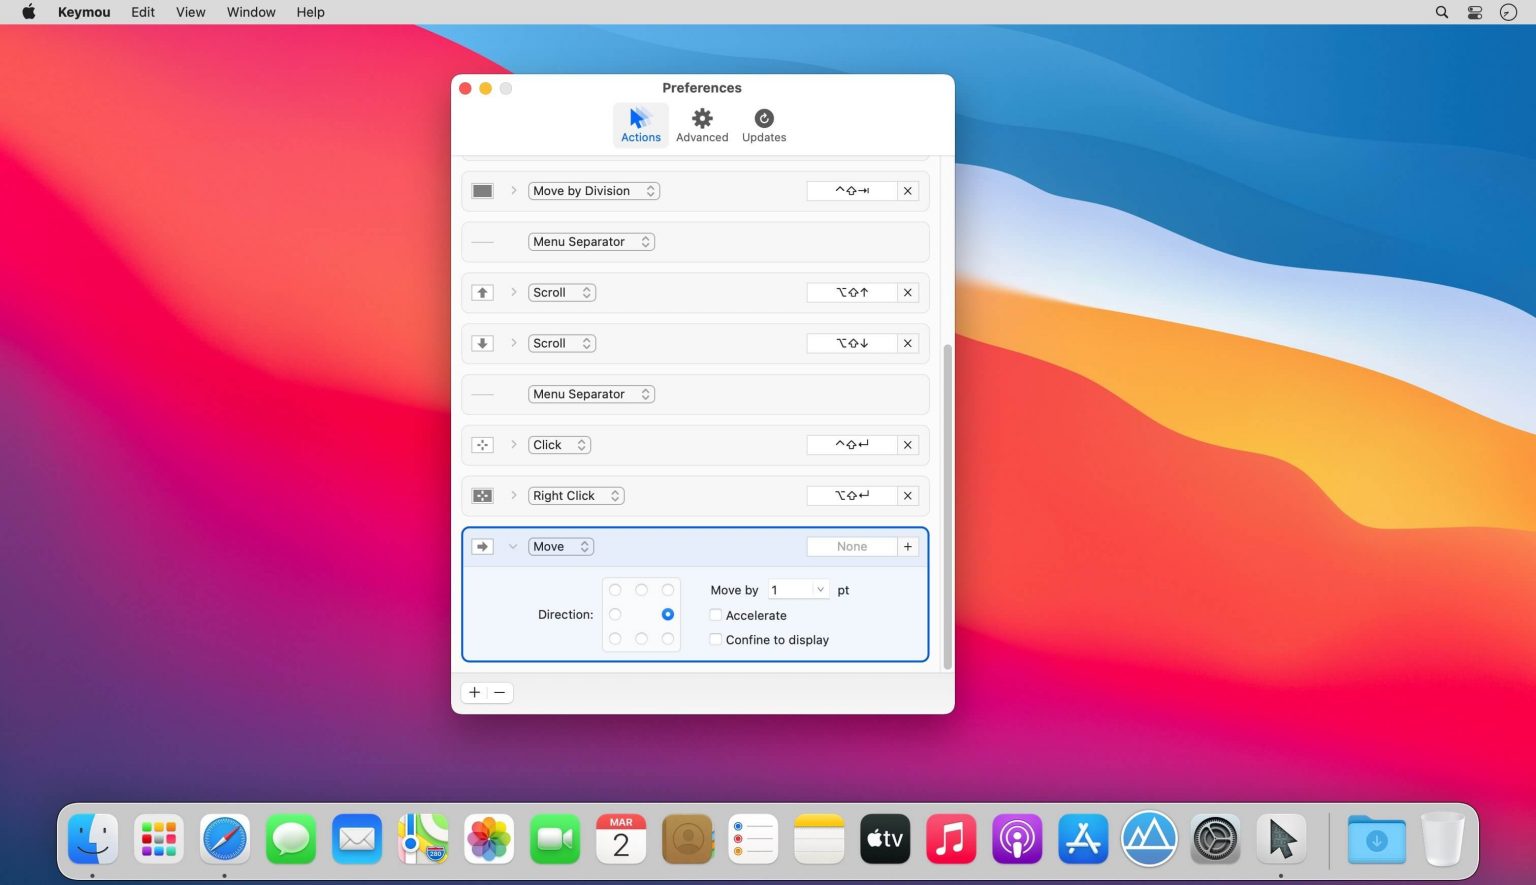 Keymou Edit View Window Help
Preferences
Actions Advanced Updates
Move by Division ^⇧⇥
Menu Separator
Scroll ⌥⇧↑
Scroll ⌥⇧↓
Menu Separator
Click ^⇧↵
Right Click ⌥⇧↵
Move None +
Move by 1 pt
Direction: Accelerate
Confine to display
+ −
MAR
2
tv
280